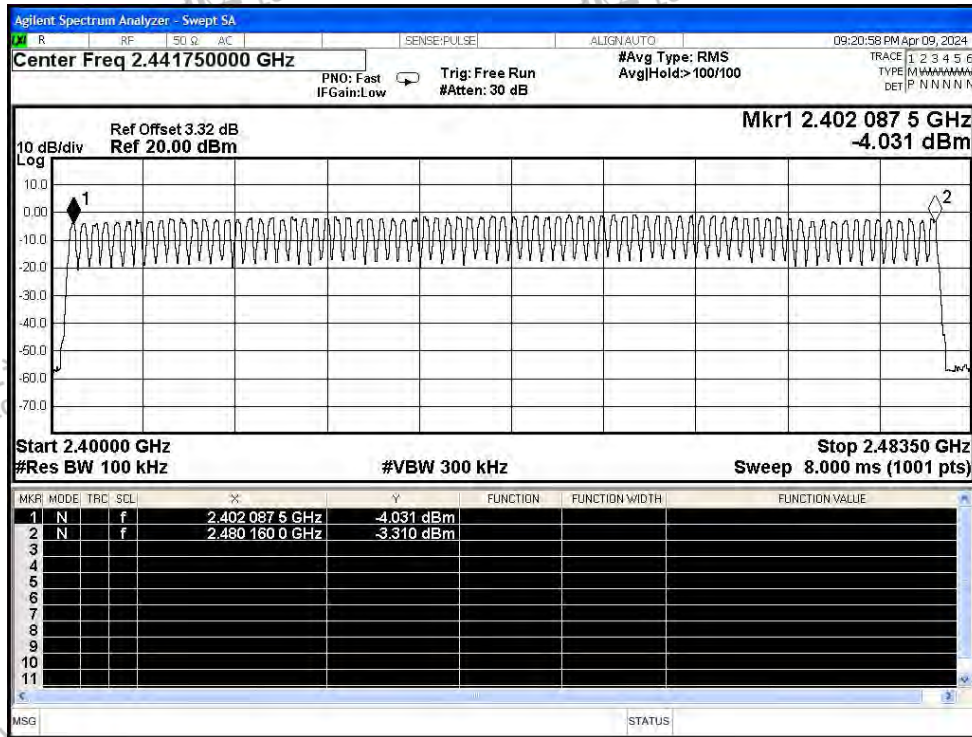 Agilent Spectrum Analyzer - Swept SA
LXI R RF 50 Ω AC SENSE:PULSE ALIGNAUTO 09:20:58 PM Apr 09, 2024
Center Freq 2.441750000 GHz
PNO: Fast
IFGain:Low
Trig: Free Run
#Atten: 30 dB
#Avg Type: RMS
Avg|Hold:>100/100
TRACE 1 2 3 4 5 6
TYPE M
DET P N N N N N
Ref Offset 3.32 dB
Ref 20.00 dBm
10 dB/div
Log
Mkr1 2.402 087 5 GHz
-4.031 dBm
10.0
0.00
-10.0
-20.0
-30.0
-40.0
-50.0
-60.0
-70.0
1
2
Start 2.40000 GHz Stop 2.48350 GHz
#Res BW 100 kHz #VBW 300 kHz Sweep 8.000 ms (1001 pts)
MKR MODE TRC SCL X Y FUNCTION FUNCTION WIDTH FUNCTION VALUE
1 N f 2.402 087 5 GHz -4.031 dBm
2 N f 2.480 160 0 GHz -3.310 dBm
3
4
5
6
7
8
9
10
11
MSG STATUS